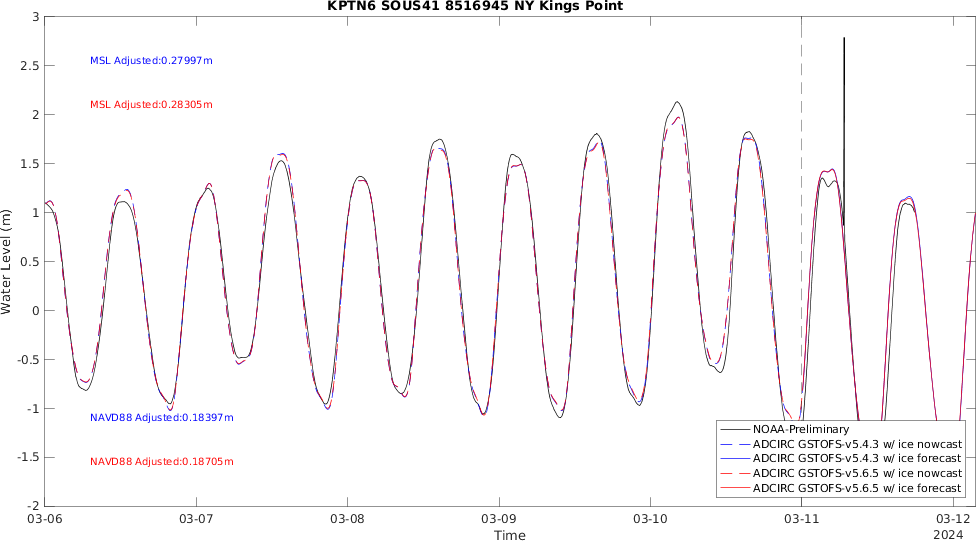 KPTN6 SOUS41 8516945 NY Kings Point
3
2.5
2
1.5
1
0.5
0
-0.5
-1
-1.5
-2
Water Level (m)
MSL Adjusted:0.27997m
MSL Adjusted:0.28305m
NAVD88 Adjusted:0.18397m
NAVD88 Adjusted:0.18705m
NOAA-Preliminary
ADCIRC GSTOFS-v5.4.3 w/ ice nowcast
ADCIRC GSTOFS-v5.4.3 w/ ice forecast
ADCIRC GSTOFS-v5.6.5 w/ ice nowcast
ADCIRC GSTOFS-v5.6.5 w/ ice forecast
03-06 03-07 03-08 03-09 03-10 03-11 03-12
Time
2024